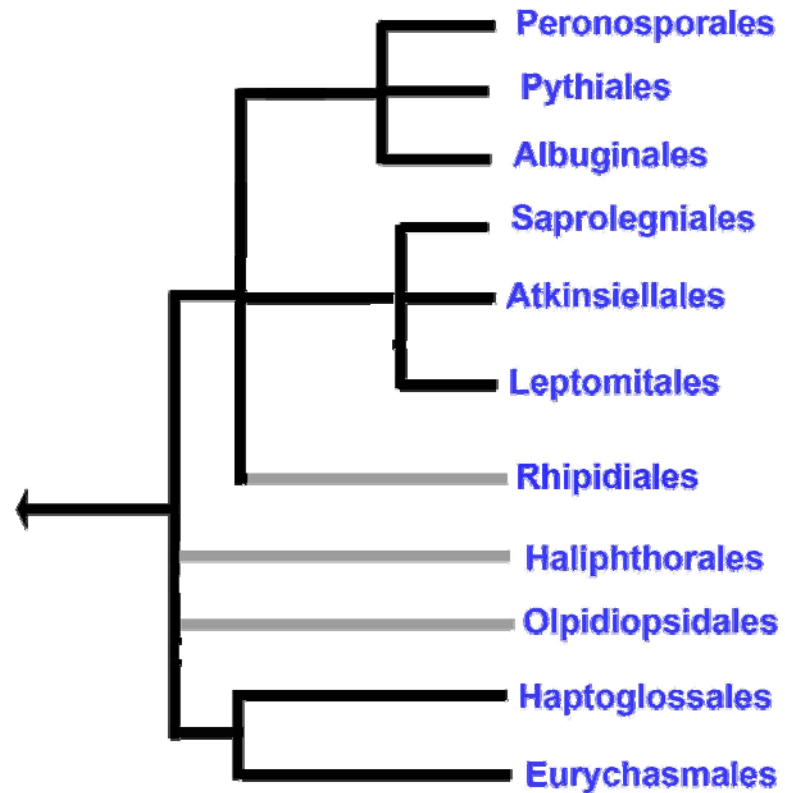 Peronosporales
Pythiales
Albuginales
Saprolegniales
Atkinsiellales
Leptomitales
Rhipidiales
Haliphthorales
Olpidiopsidales
Haptoglossales
Eurychasmales